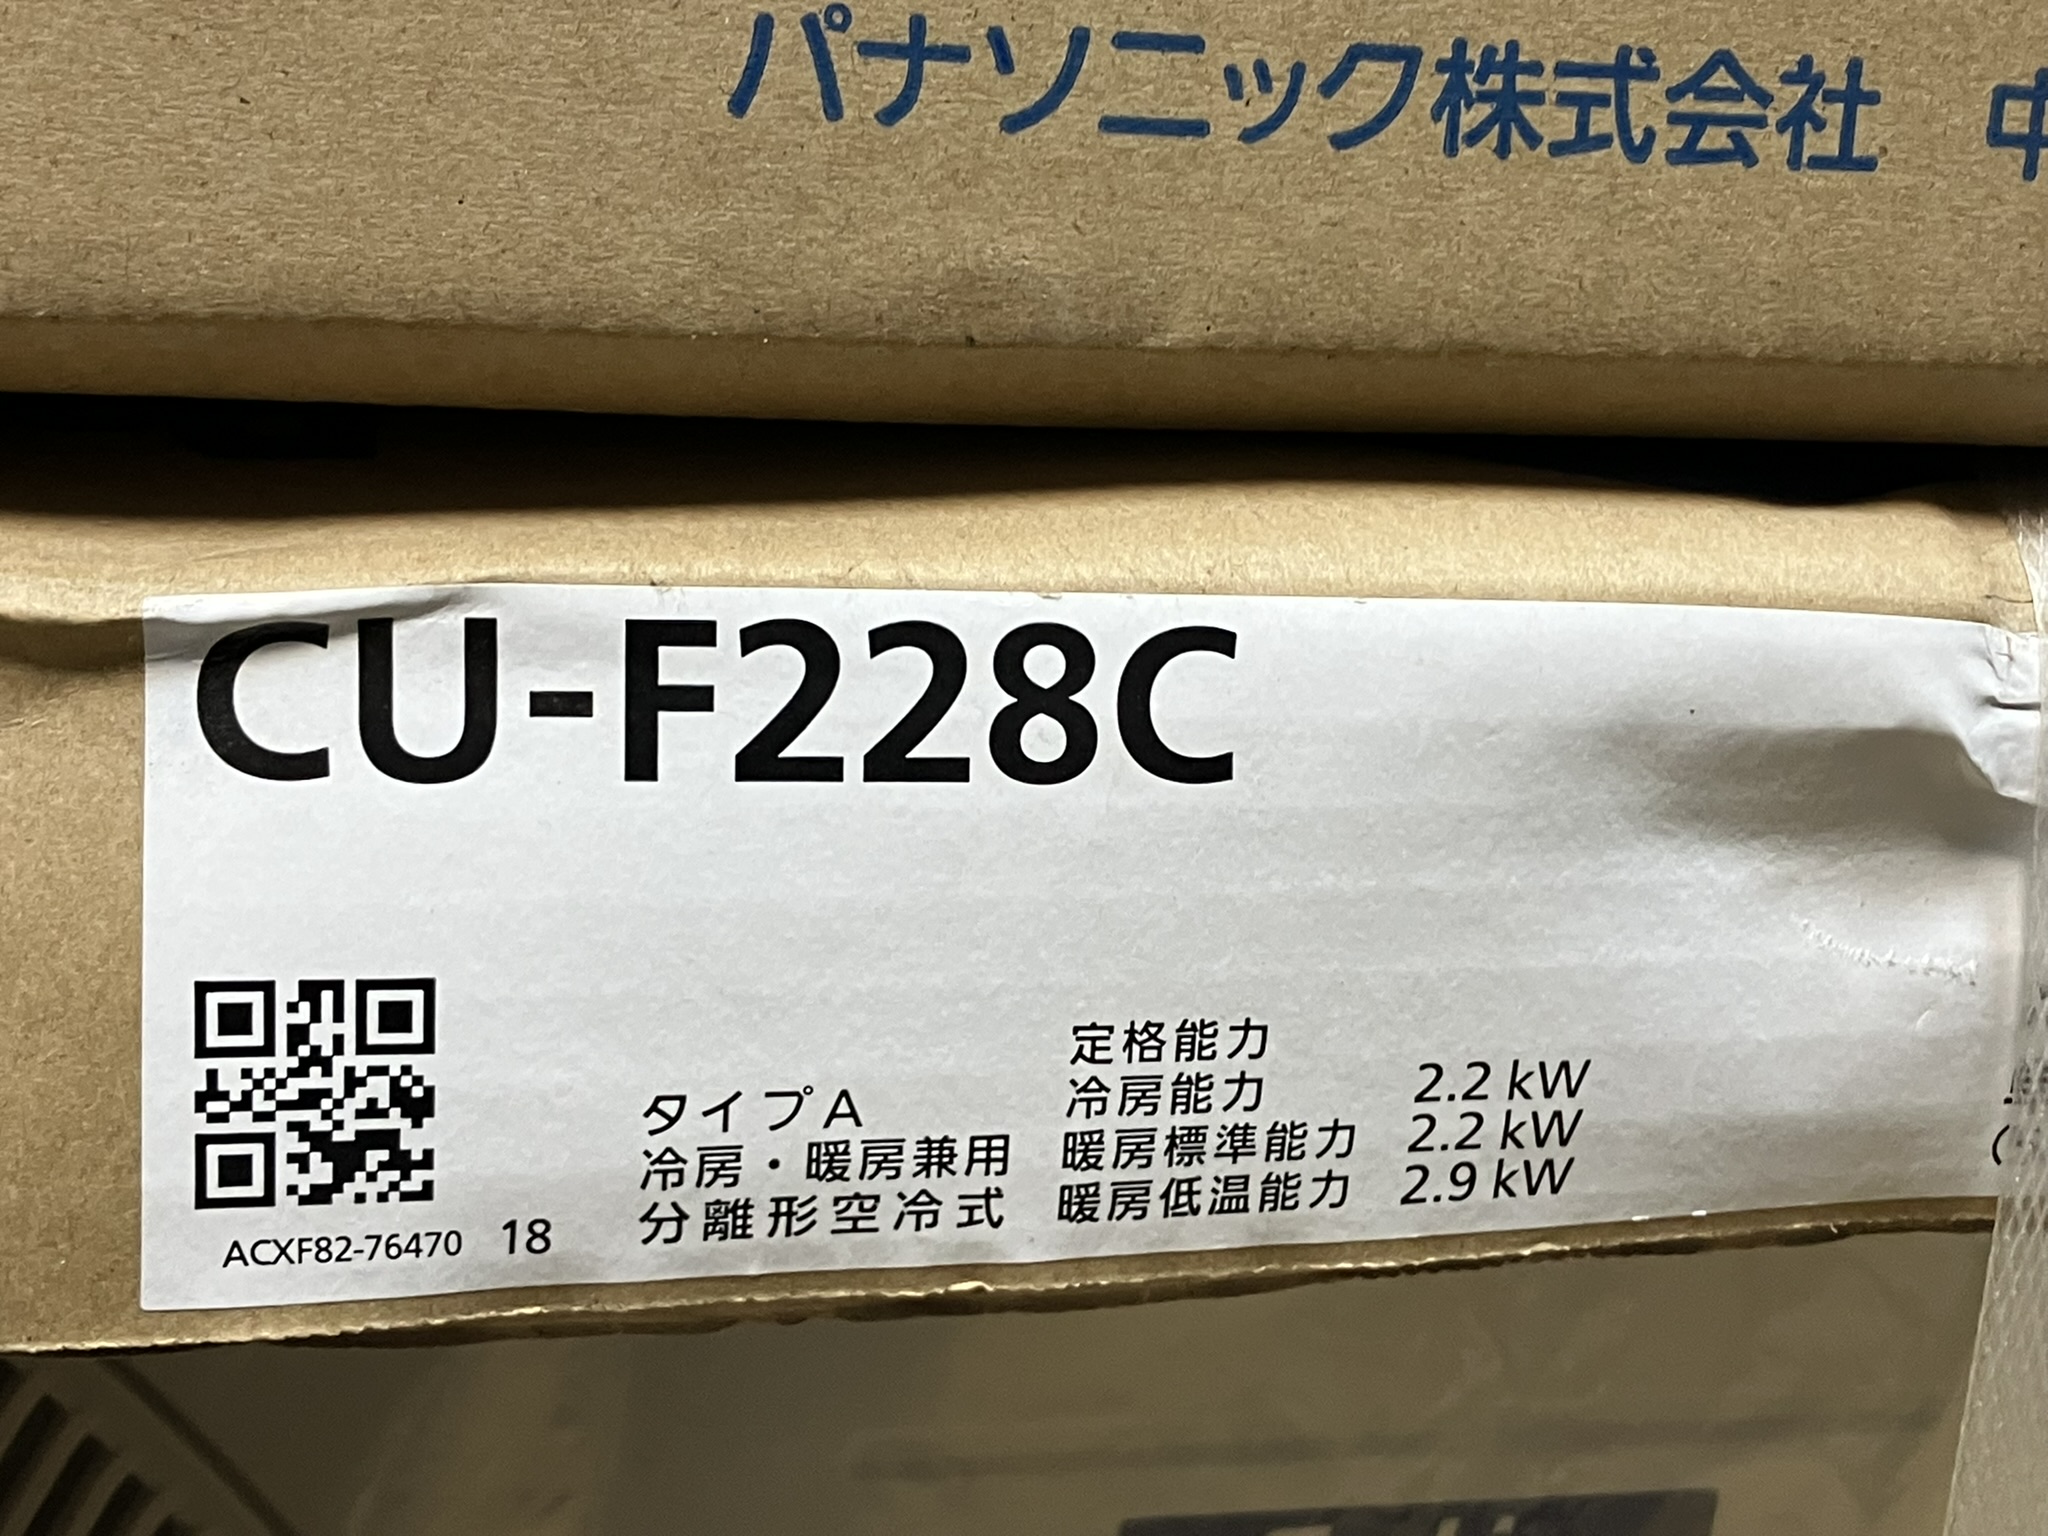 パナソニック株式会社 中
CU-F228C
ACXF82-76470 18
タイプA
冷房・暖房兼用
分離形空冷式
定格能力
冷房能力 2.2 kW
暖房標準能力 2.2 kW
暖房低温能力 2.9 kW